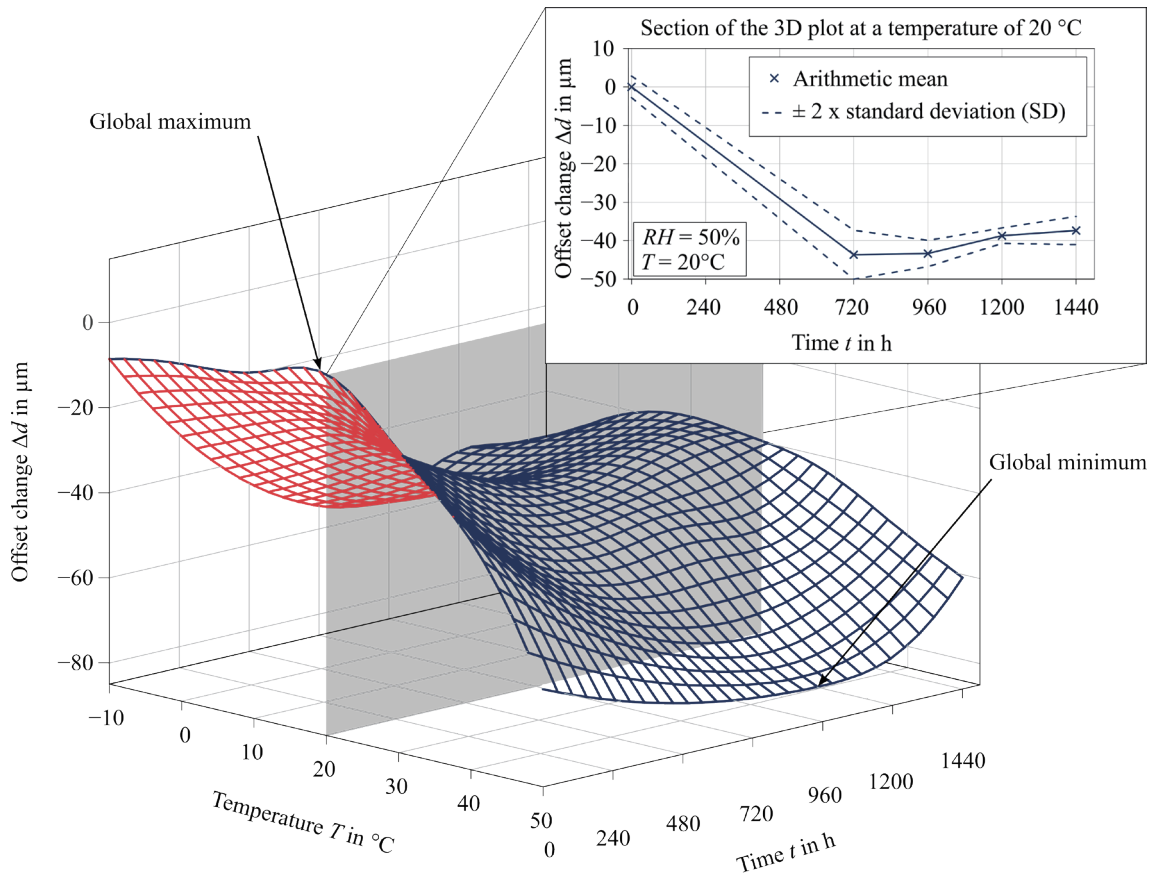 Section of the 3D plot at a temperature of 20 °C
Offset change Δd in µm
10
0
−10
−20
−30
−40
−50
× Arithmetic mean
-- ± 2 x standard deviation (SD)
RH = 50%
T = 20°C
0 240 480 720 960 1200 1440
Time t in h
Global maximum
Global minimum
Offset change Δd in µm
0
−20
−40
−60
−80
−10
0
10
20
30
40
50
Temperature T in °C
0
240
480
720
960
1200
1440
Time t in h